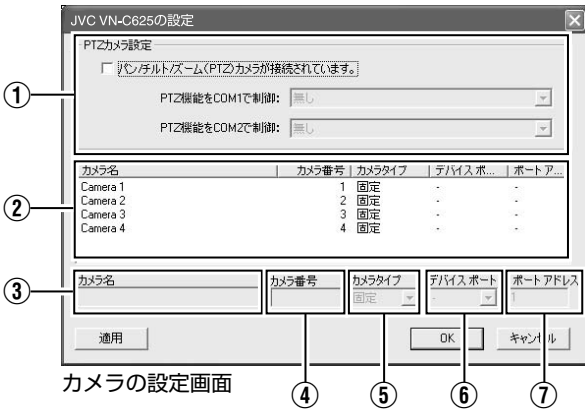 JVC VN-C625の設定
PTZカメラ設定
パン/チルト/ズーム(PTZ)カメラが接続されています。
①
PTZ機能をCOM1で制御: 無し
PTZ機能をCOM2で制御: 無し
カメラ名 カメラ番号 カメラタイプ デバイス ポ... ポート ア...
Camera 1 1 固定 - -
② Camera 2 2 固定 - -
Camera 3 3 固定 - -
Camera 4 4 固定 - -
カメラ名 カメラ番号 カメラタイプ デバイス ポート ポート アドレス
③ 固定 - 1
適用 OK キャンセル
カメラの設定画面 ④ ⑤ ⑥ ⑦